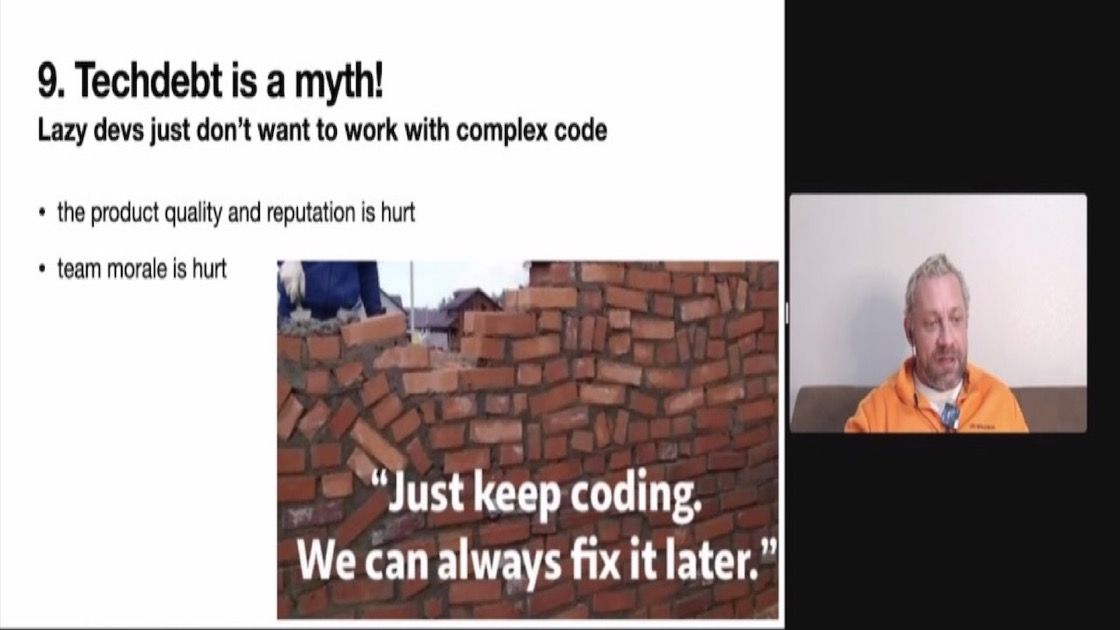 9. Techdebt is a myth!
Lazy devs just don't want to work with complex code
• the product quality and reputation is hurt
• team morale is hurt
“Just keep coding.
We can always fix it later.”